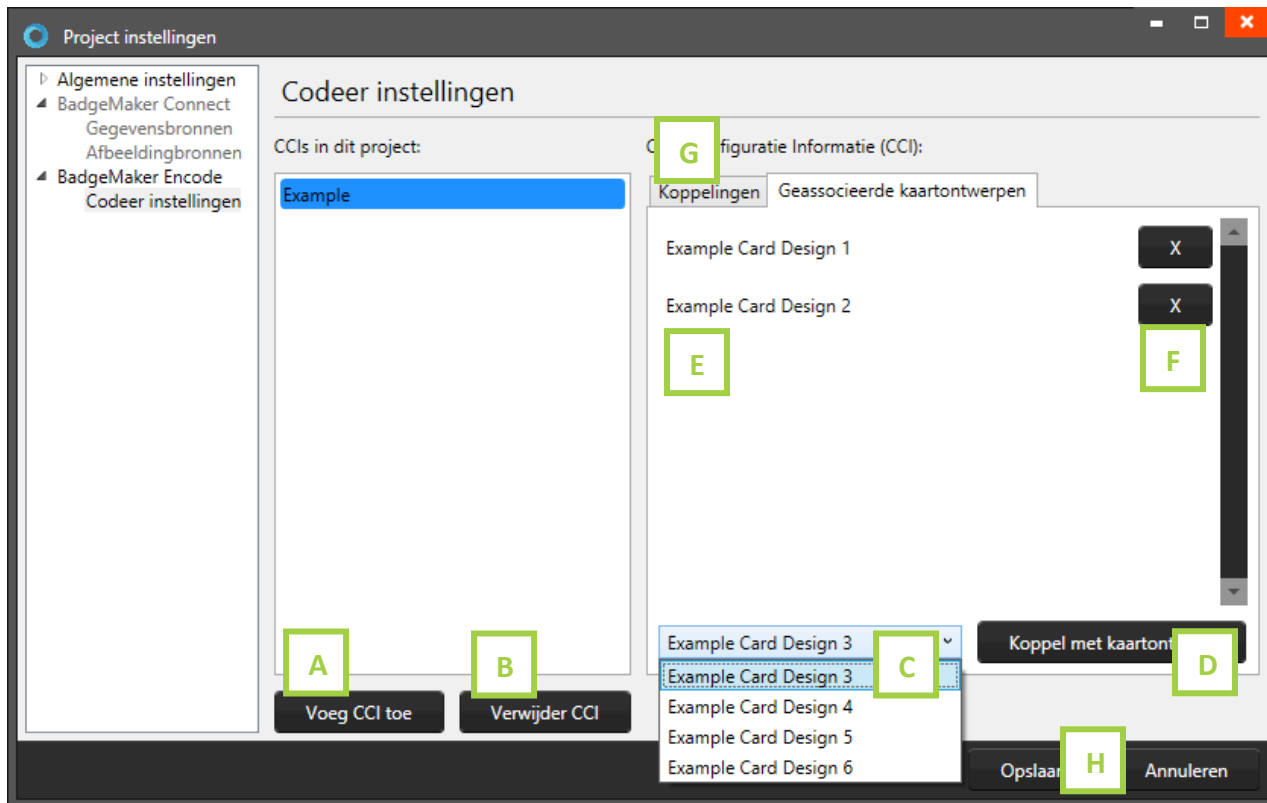 Project instellingen
Algemene instellingen
BadgeMaker Connect
Gegevensbronnen
Afbeeldingbronnen
BadgeMaker Encode
Codeer instellingen
Codeer instellingen
CCIs in dit project:
Example
A
B
Voeg CCI toe
Verwijder CCI
G
Informatie (CCI):
Koppelingen
Geassocieerde kaartontwerpen
Example Card Design 1
X
Example Card Design 2
X
E
F
Example Card Design 3
C
Koppel met
D
Example Card Design 3
Example Card Design 4
Example Card Design 5
Example Card Design 6
H
Annuleren